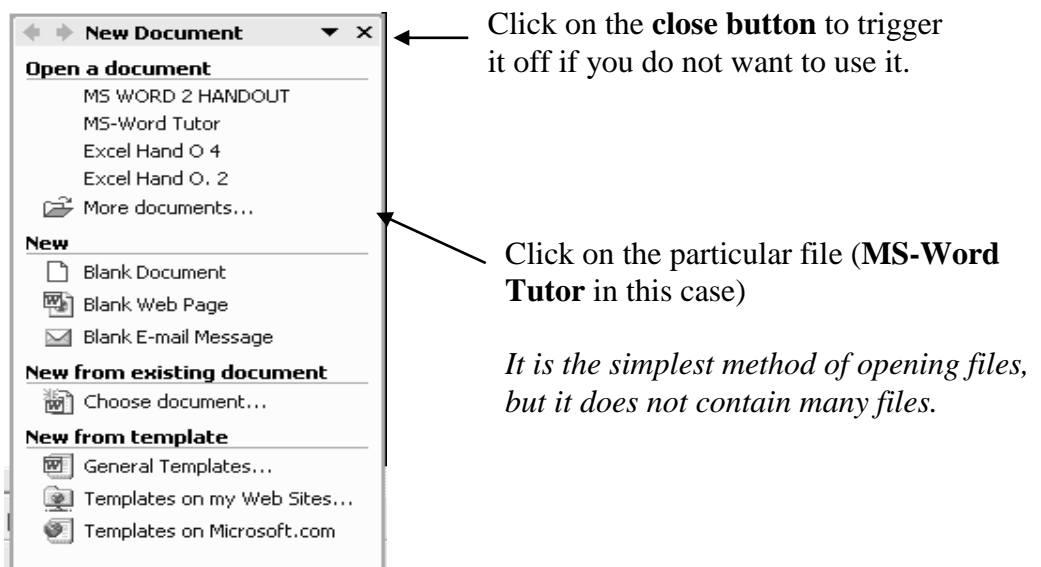 New Document
Open a document
MS WORD 2 HANDOUT
MS-Word Tutor
Excel Hand O 4
Excel Hand O. 2
More documents...
New
Blank Document
Blank Web Page
Blank E-mail Message
New from existing document
Choose document...
New from template
General Templates...
Templates on my Web Sites...
Templates on Microsoft.com
Click on the close button to trigger
it off if you do not want to use it.
Click on the particular file (MS-Word
Tutor in this case)
It is the simplest method of opening files,
but it does not contain many files.